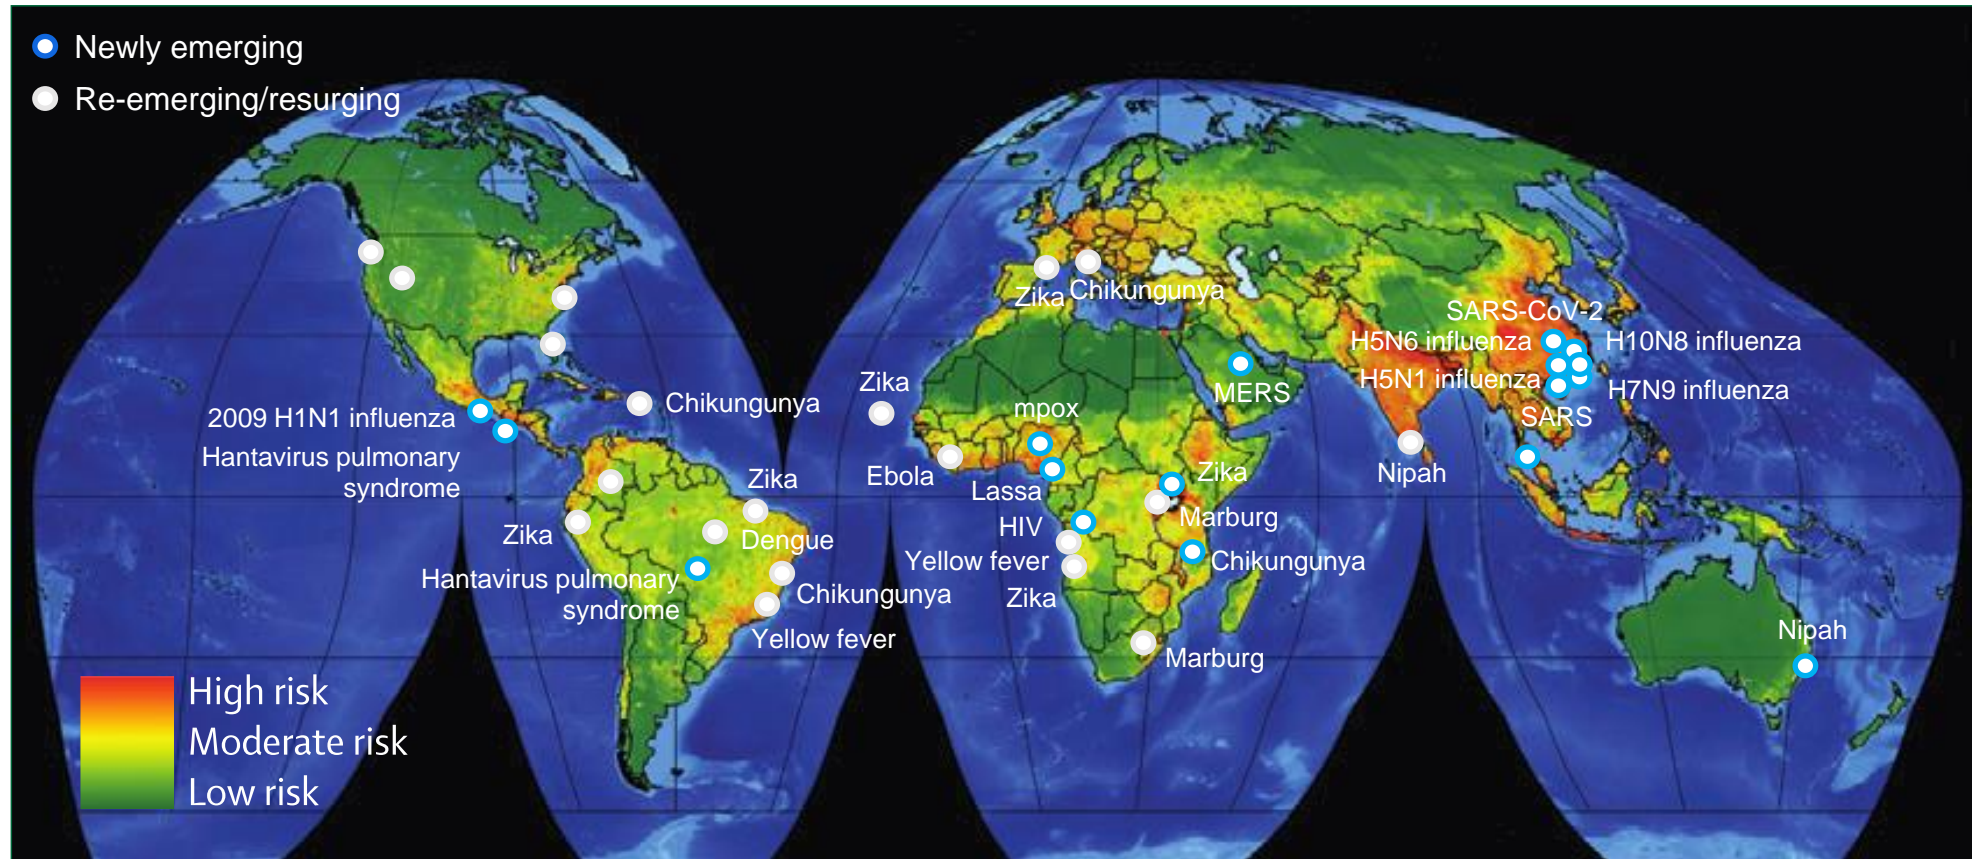 Newly emerging
Re-emerging/resurging
Zika
Chikungunya
SARS-CoV-2
H5N6 influenza
H10N8 influenza
H5N1 influenza
H7N9 influenza
SARS
MERS
Zika
Chikungunya
mpox
2009 H1N1 influenza
Hantavirus pulmonary
syndrome
Ebola
Lassa
Zika
Nipah
Zika
HIV
Marburg
Zika
Dengue
Yellow fever
Chikungunya
Hantavirus pulmonary
syndrome
Chikungunya
Zika
Yellow fever
Marburg
Nipah
High risk
Moderate risk
Low risk